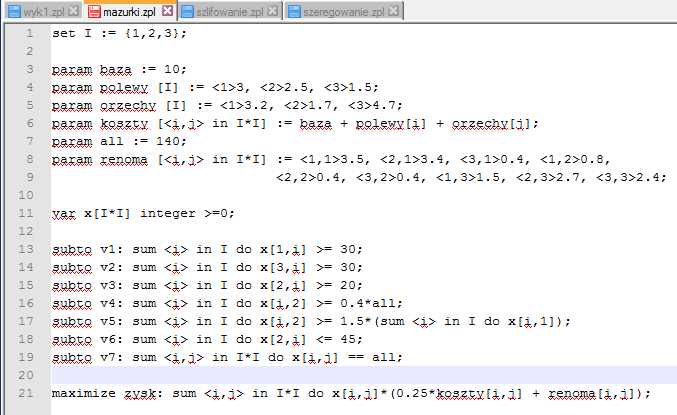 wyk1.zpl mazurki.zpl szlifowanie.zpl szeregowanie.zpl
1 set I := {1,2,3};
2
3 param baza := 10;
4 param polewy [I] := <1>3, <2>2.5, <3>1.5;
5 param orzechy [I] := <1>3.2, <2>1.7, <3>4.7;
6 param koszty [<i,j> in I*I] := baza + polewy[i] + orzechy[j];
7 param all := 140;
8 param renoma [<i,j> in I*I] := <1,1>3.5, <2,1>3.4, <3,1>0.4, <1,2>0.8,
9 <2,2>0.4, <3,2>0.4, <1,3>1.5, <2,3>2.7, <3,3>2.4;
10
11 var x[I*I] integer >=0;
12
13 subto v1: sum <i> in I do x[1,i] >= 30;
14 subto v2: sum <i> in I do x[3,i] >= 30;
15 subto v3: sum <i> in I do x[2,i] >= 20;
16 subto v4: sum <i> in I do x[i,2] >= 0.4*all;
17 subto v5: sum <i> in I do x[i,2] >= 1.5*(sum <i> in I do x[i,1]);
18 subto v6: sum <i> in I do x[2,i] <= 45;
19 subto v7: sum <i,j> in I*I do x[i,j] == all;
20
21 maximize zysk: sum <i,j> in I*I do x[i,j]*(0.25*koszty[i,j] + renoma[i,j]);